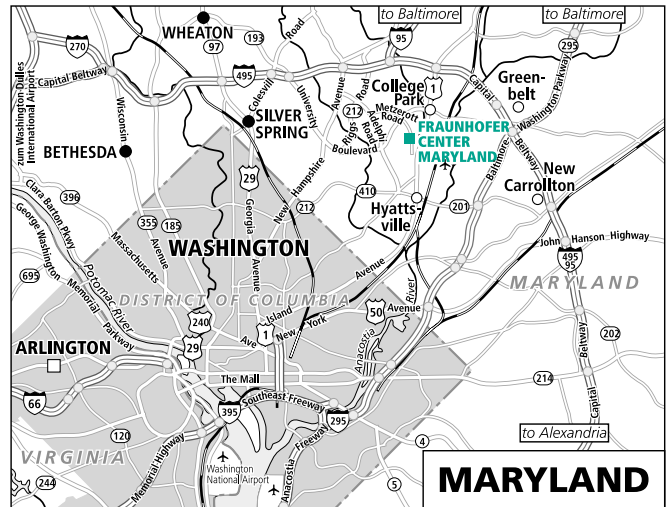 to Baltimore
to Baltimore
WHEATON
193
97
Road
95
295
270
Capital Beltway
495
Colesville
University
Avenue
Road
212
College
Park
1
Capital
Green-
belt
Washington Parkway
zum Washington-Dulles
International Airport
Wisconsin
SILVER
SPRING
Metzerott
Road
Adelphi
Road
Riggs
Boulevard
FRAUNHOFER
CENTER
MARYLAND
BETHESDA
Beltway
New
Carrollton
Baltimore-
29
New Hampshire
410
Clara Barton Pkwy
396
George Washington
355
185
Georgia
212
Hyatts-
ville
201
Massachusetts
Avenue
WASHINGTON
Avenue
John Hanson Highway
495
95
695
Potomac River
Memorial
Parkway
DISTRICT OF COLUMBIA
Avenue
MARYLAND
240
1
Island
Ave
New York
50
Avenue
River
Anacostia
Beltway
202
29
ARLINGTON
The Mall
214
66
Southeast Freeway
395
295
Capital
120
Memorial Highway
Freeway
Anacostia
4
to Alexandria
VIRGINIA
Washington
National Airport
244
5
MARYLAND